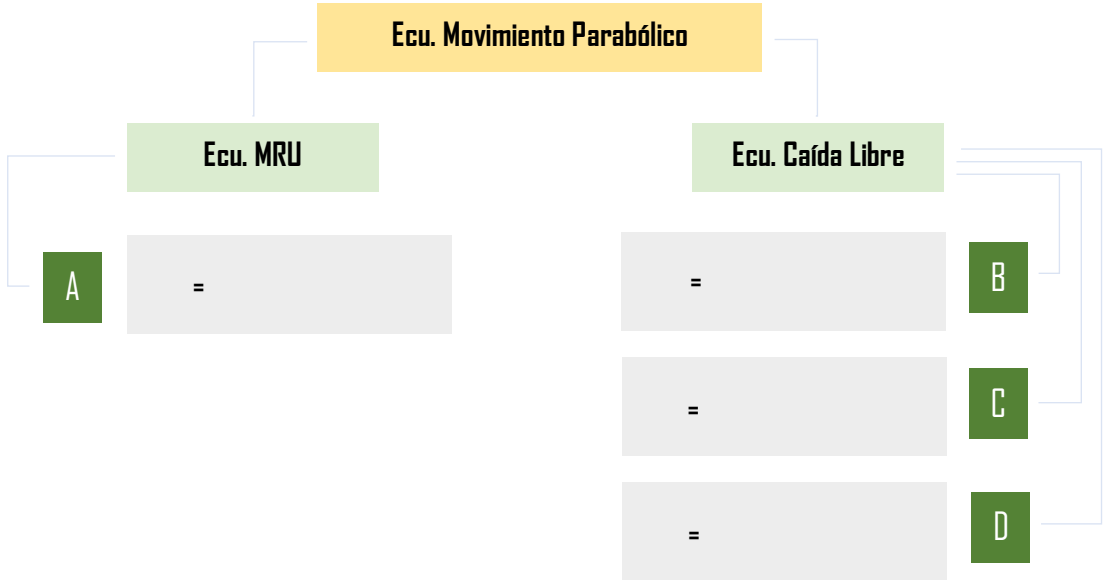 Ecu. Movimiento Parabólico
Ecu. MRU
Ecu. Caída Libre
A
=
=
B
=
C
=
D